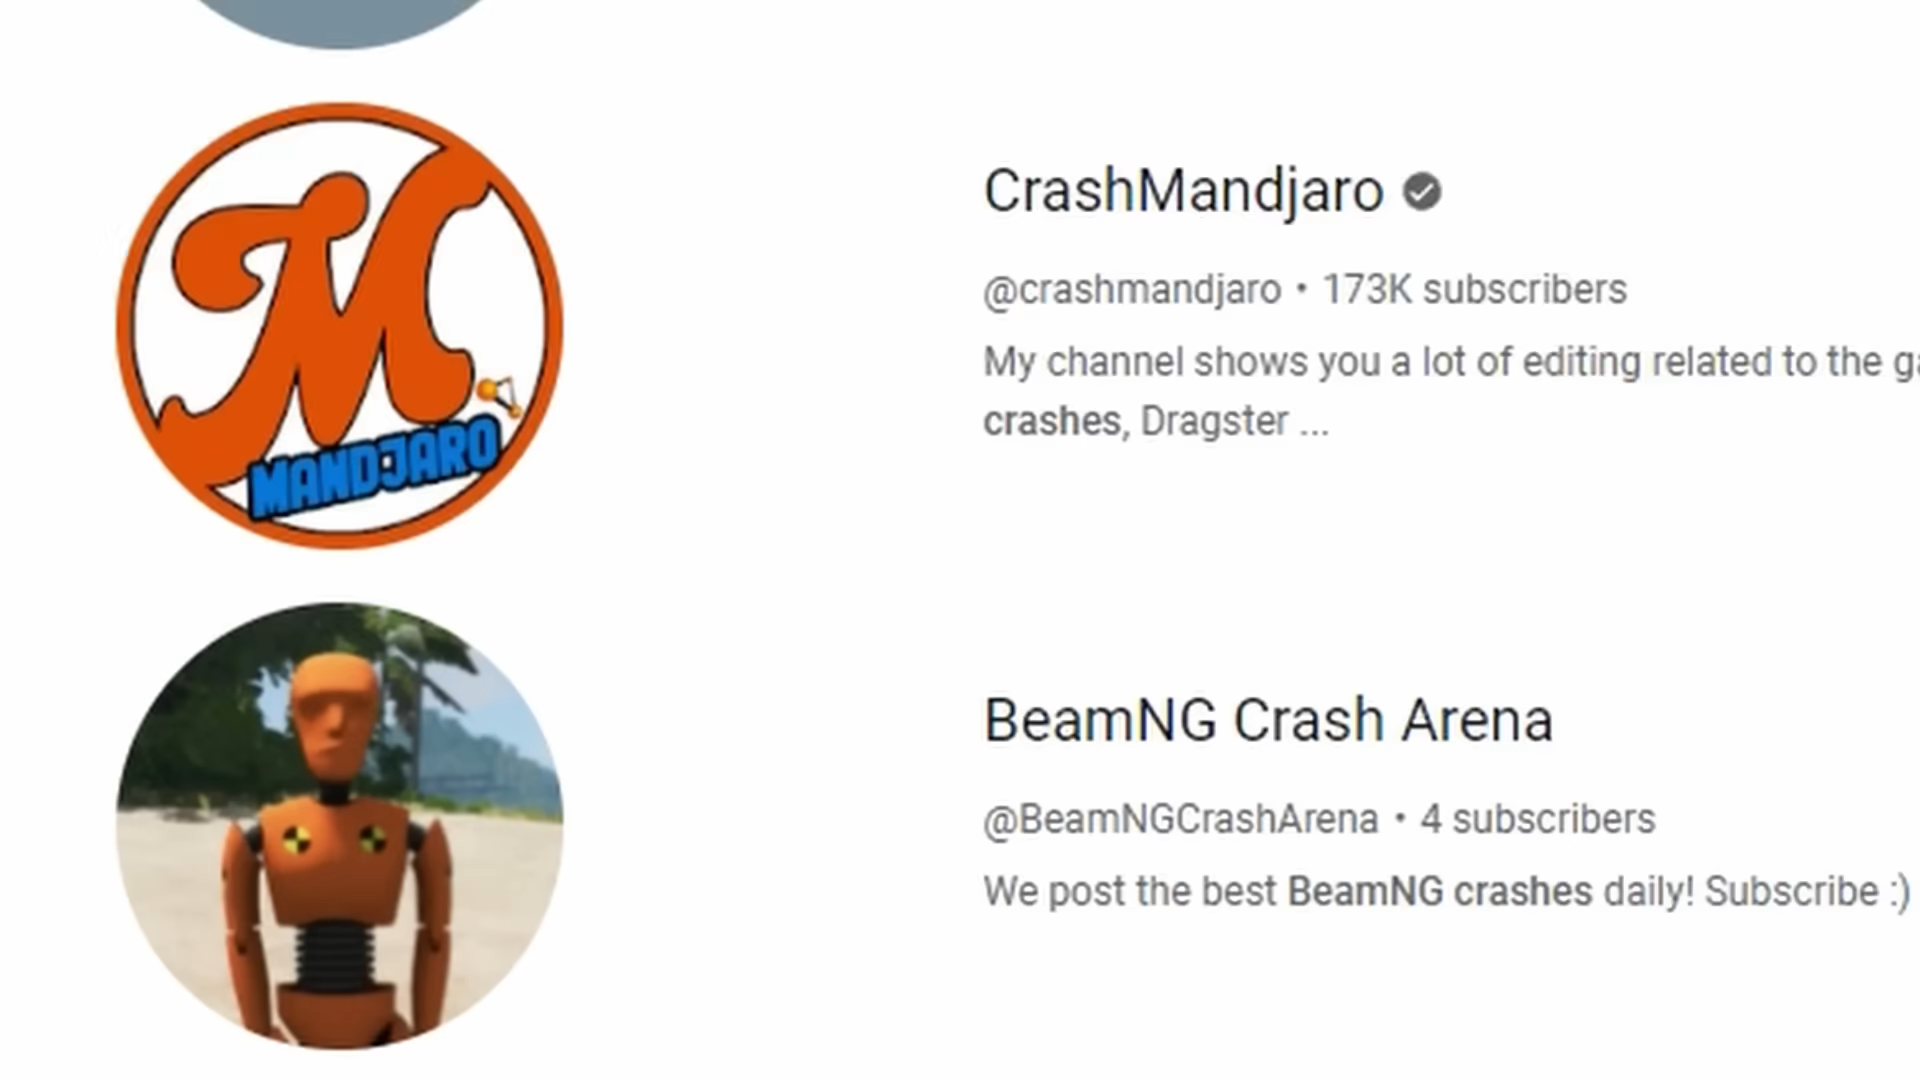 CrashMandjaro
@crashmandjaro • 173K subscribers
My channel shows you a lot of editing related to the
crashes, Dragster ...
MANDJARO
BeamNG Crash Arena
@BeamNGCrashArena • 4 subscribers
We post the best BeamNG crashes daily! Subscribe :)